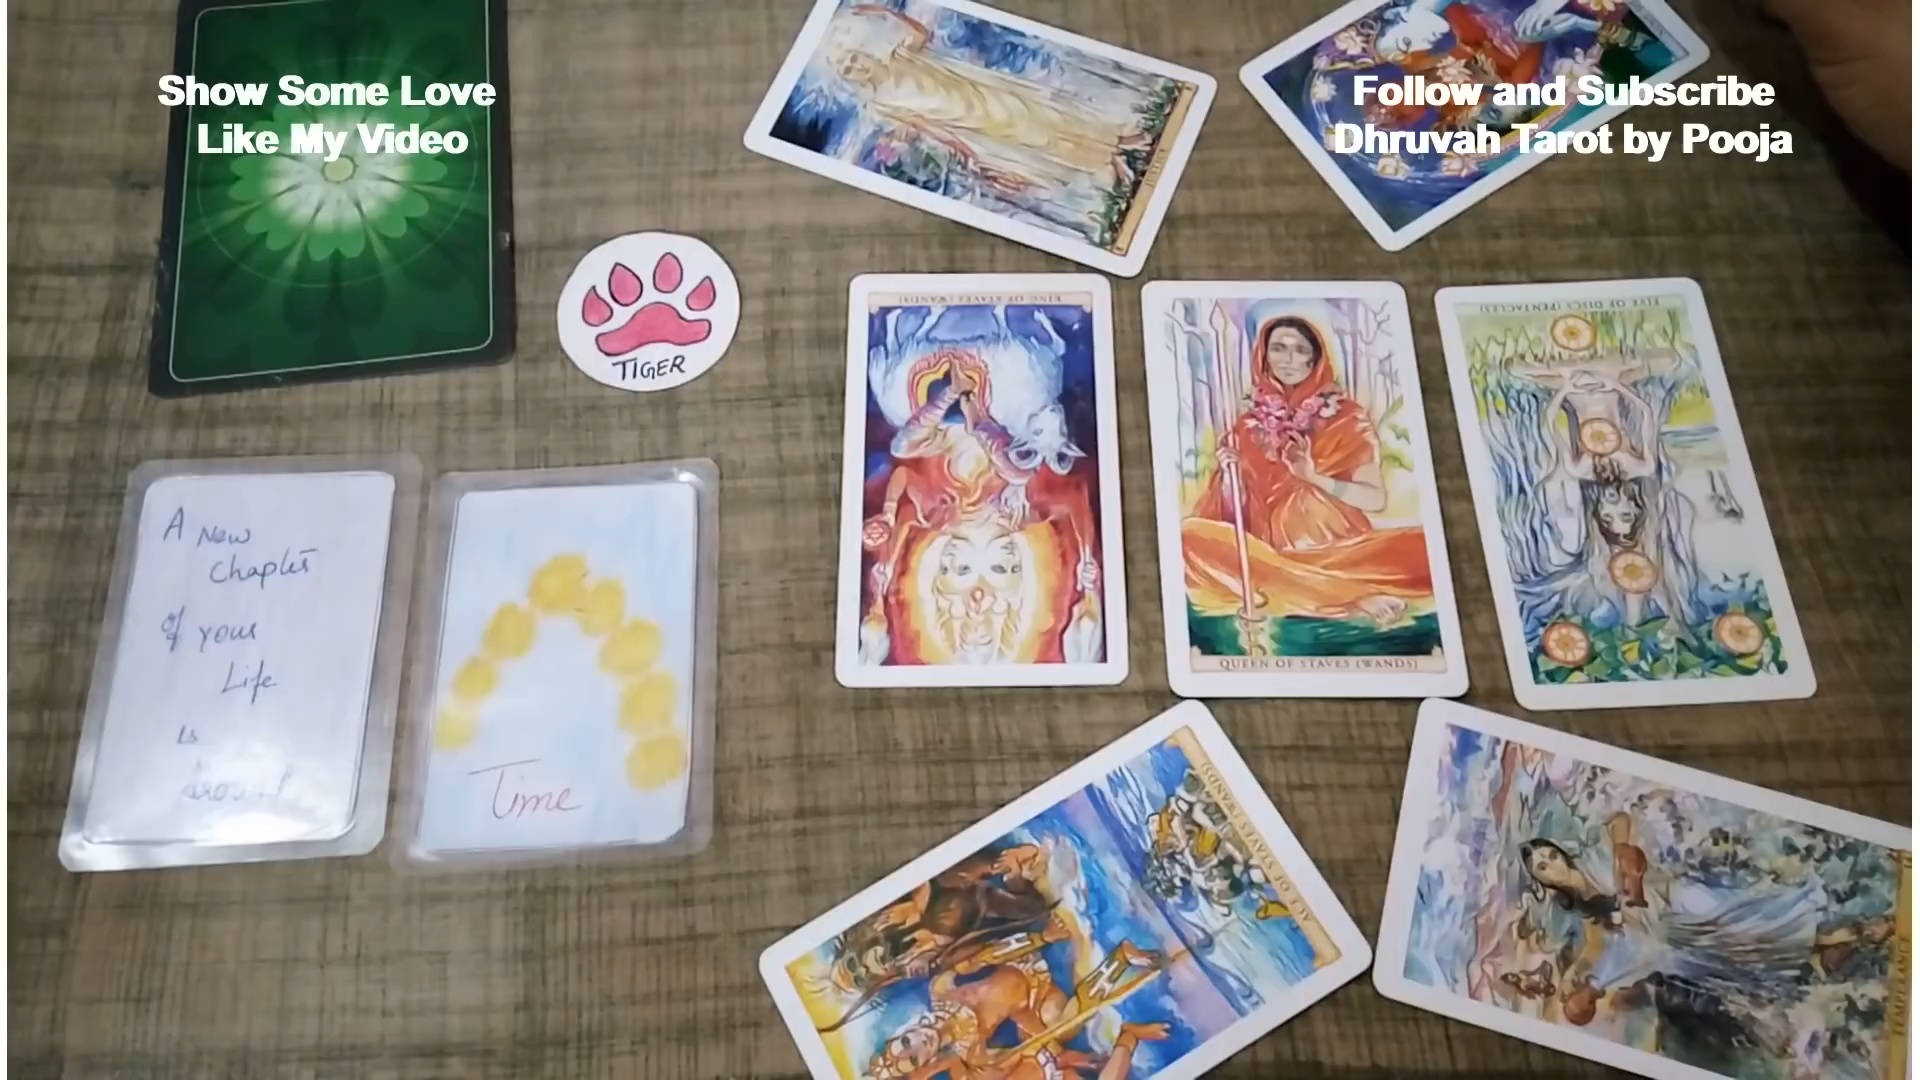 Show Some Love
Like My Video
Follow and Subscribe
Dhruvah Tarot by Pooja
TIGER
KING OF STAVES (WANDS)
QUEEN OF STAVES (WANDS)
FIVE OF DISCS (PENTACLES)
A New
Chapter
of your
Life
is
Time
ACE OF STAVES (WANDS)
TEMPERANCE